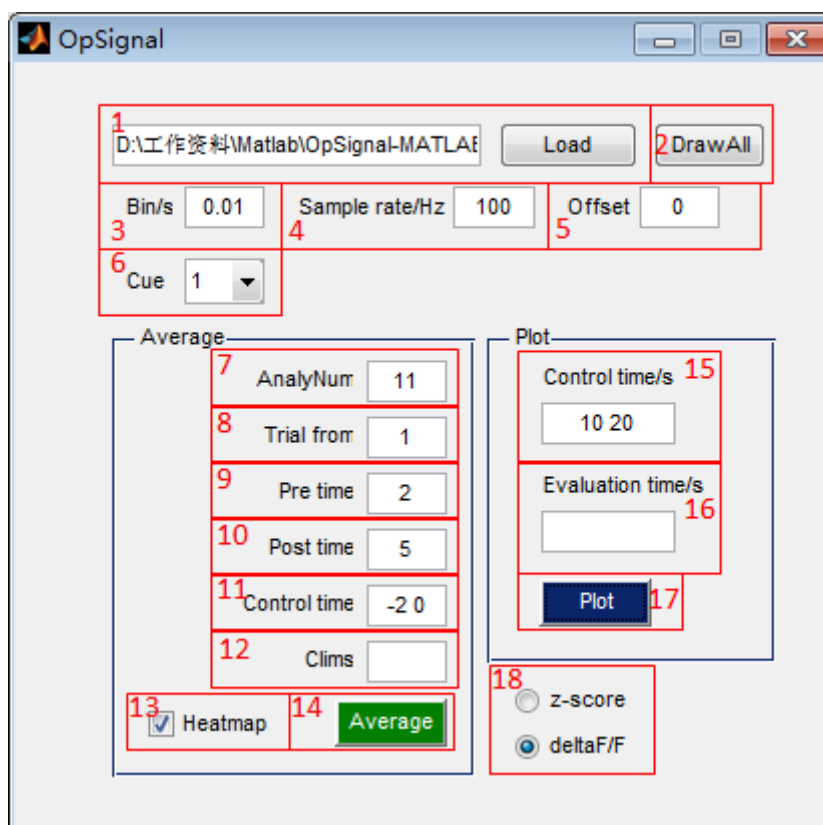 OpSignal
1
D:\工作资料\Matlab\OpSignal-MATLAB
Load
2
DrawAll
3
Bin/s
0.01
4
Sample rate/Hz
100
5
Offset
0
6
Cue
1
Average
7
AnalyNum
11
8
Trial from
1
9
Pre time
2
10
Post time
5
11
Control time
-2 0
12
Clims
13
Heatmap
14
Average
Plot
15
Control time/s
10 20
16
Evaluation time/s
17
Plot
18
z-score
deltaF/F